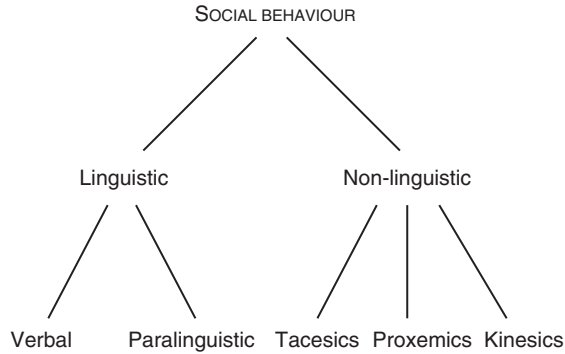 SOCIAL BEHAVIOUR
Linguistic Non-linguistic
Verbal Paralinguistic Tacesics Proxemics Kinesics